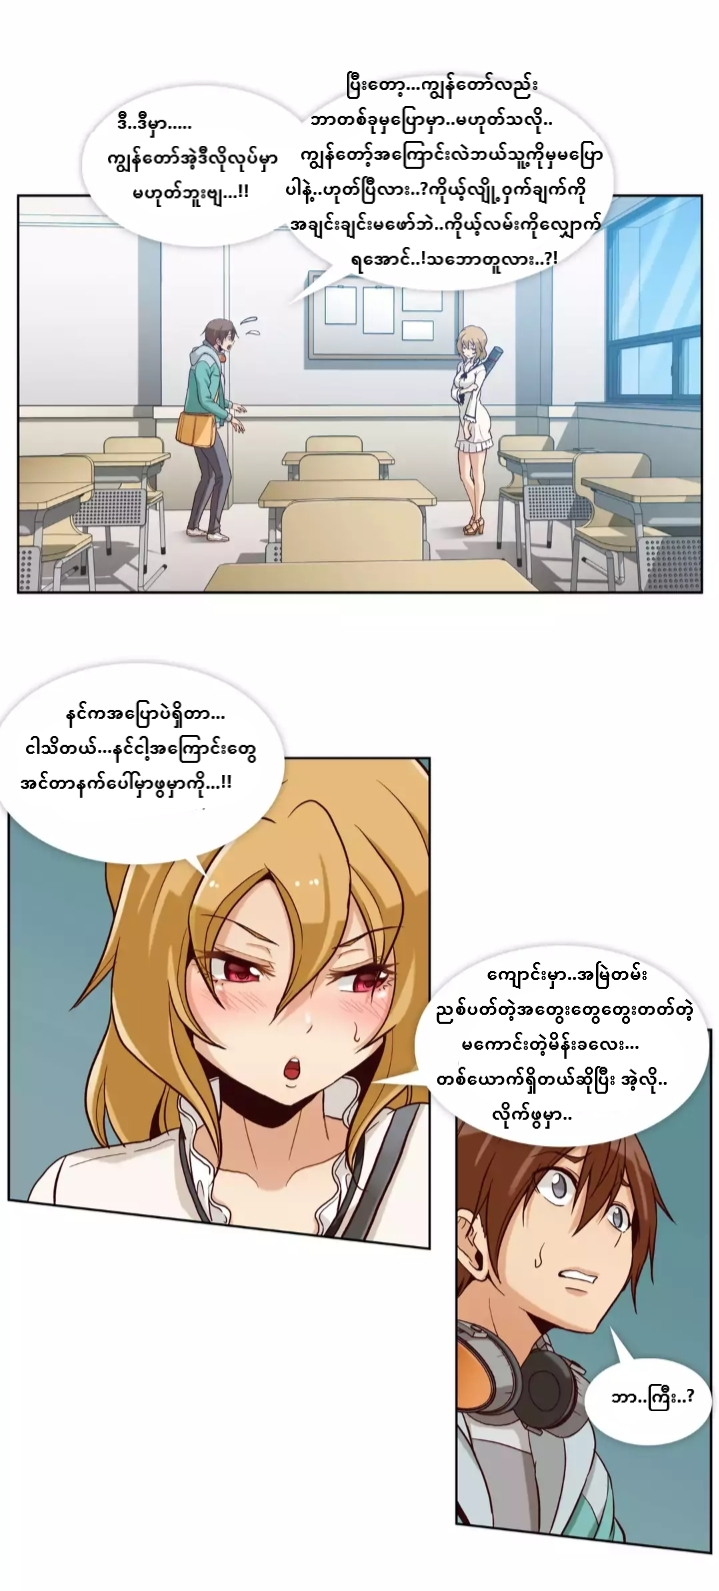 ဒီ..ဒီမှာ.....
ကျွန်တော်အဲ့ဒီလိုလုပ်မှာ
မဟုတ်ဘူးဗျ...!!
ပြီးတော့...ကျွန်တော်လည်း
ဘာတစ်ခုမှပြောမှာ..မဟုတ်သလို..
ကျွန်တော့်အကြောင်းလဲဘယ်သူ့ကိုမှမပြော
ပါနဲ့..ဟုတ်ပြီလား..?ကိုယ့်လျို့ဝှက်ချက်ကို
အချင်းချင်းမဖော်ဘဲ..ကိုယ့်လမ်းကိုလျှောက်
ရအောင်..!သဘောတူလား..?!
နင်ကအပြောပဲရှိတာ...
ငါသိတယ်...နင်ငါ့အကြောင်းတွေ
အင်တာနက်ပေါ်မှာဖွမှာကို...!!
ကျောင်းမှာ..အမြဲတမ်း
ညစ်ပတ်တဲ့အတွေးတွေတွေးတတ်တဲ့
မကောင်းတဲ့မိန်းခလေး...
တစ်ယောက်ရှိတယ်ဆိုပြီး အဲ့လို..
လိုက်ဖွမှာ..
ဘာ..ကြီး..?